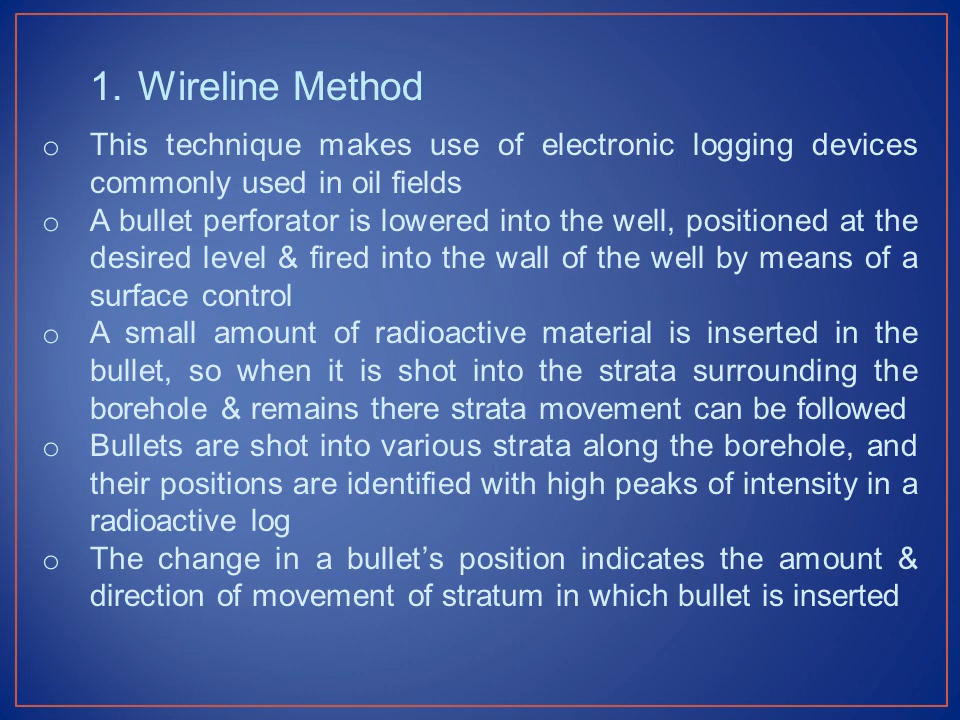 1. Wireline Method
o This technique makes use of electronic logging devices
commonly used in oil fields
o A bullet perforator is lowered into the well, positioned at the
desired level & fired into the wall of the well by means of a
surface control
o A small amount of radioactive material is inserted in the
bullet, so when it is shot into the strata surrounding the
borehole & remains there strata movement can be followed
o Bullets are shot into various strata along the borehole, and
their positions are identified with high peaks of intensity in a
radioactive log
o The change in a bullet’s position indicates the amount &
direction of movement of stratum in which bullet is inserted